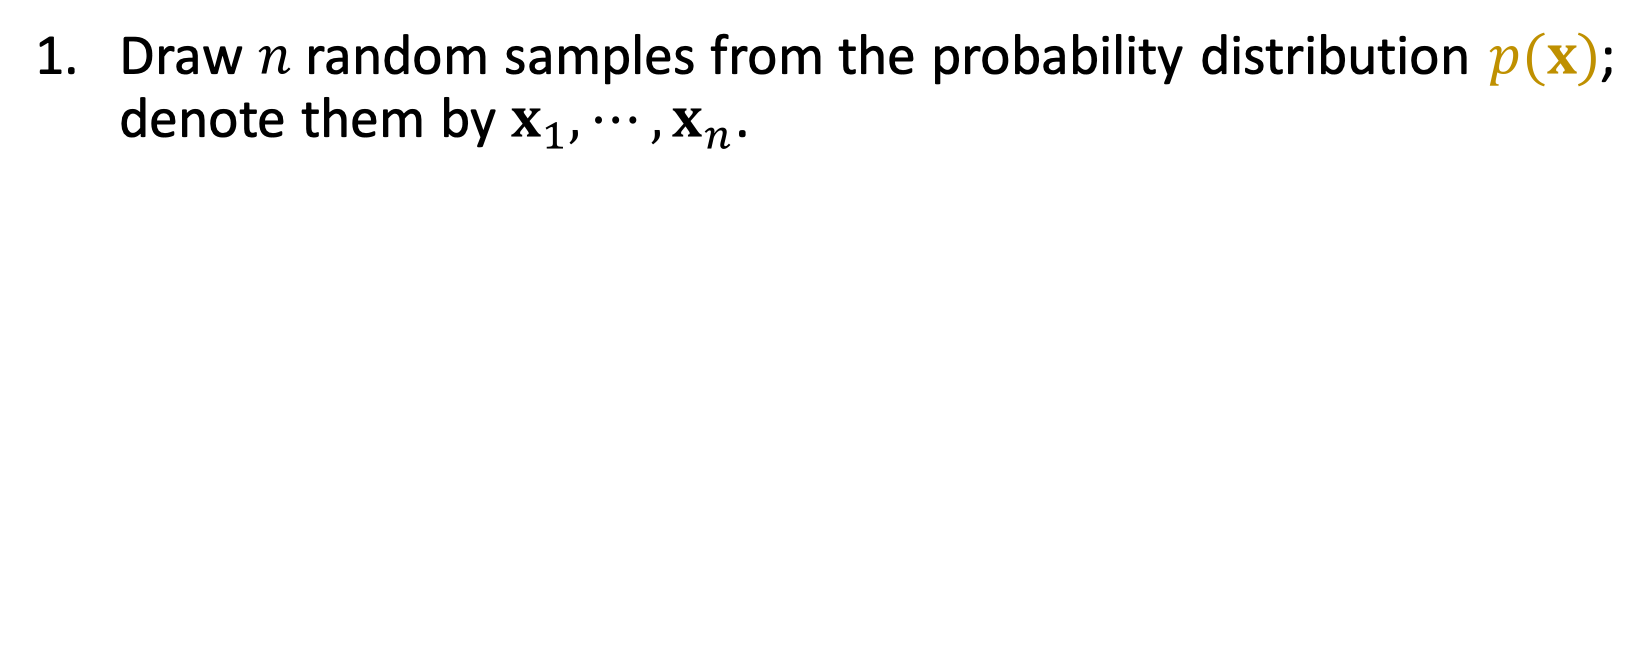 1. Draw n random samples from the probability distribution p(x);
denote them by x₁, ⋯ , xₙ.